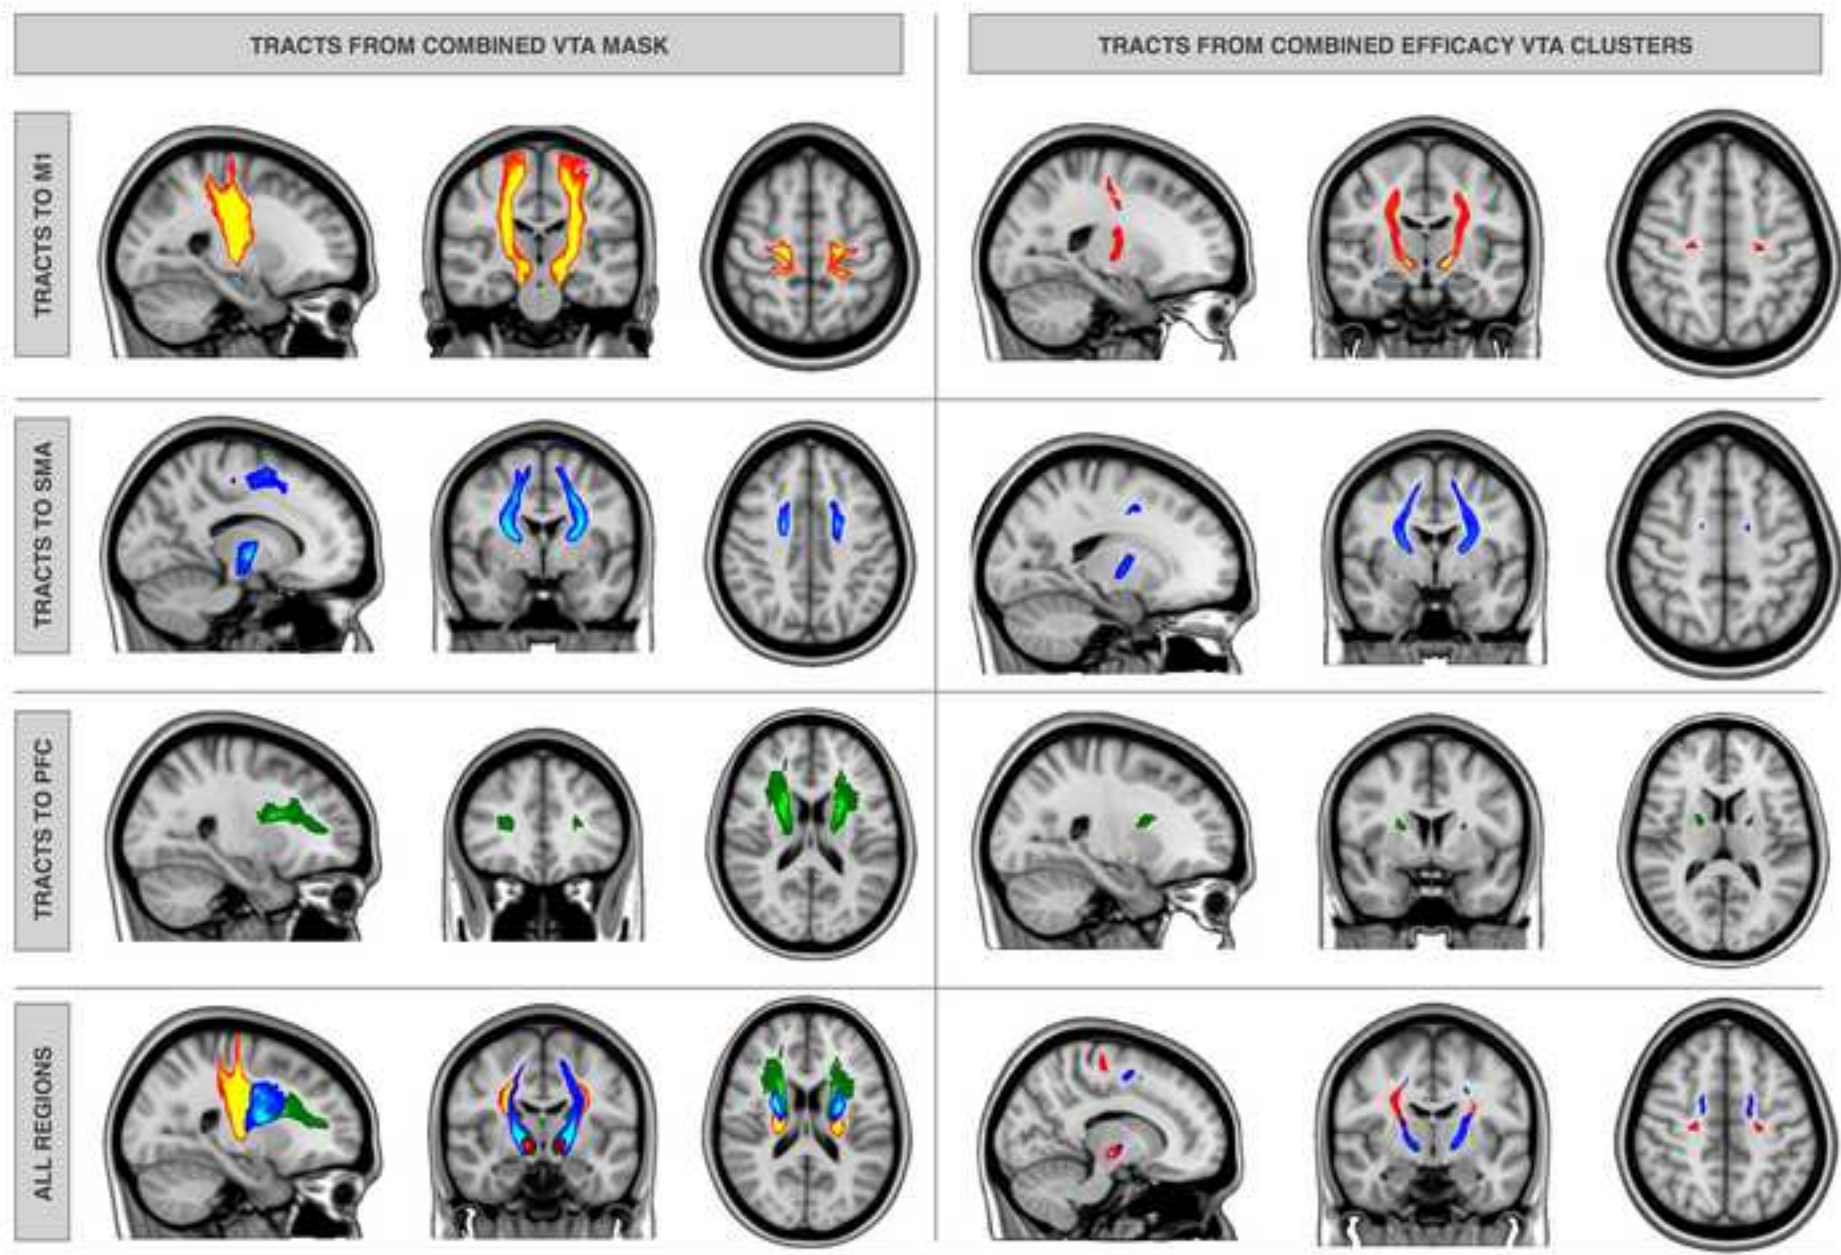 TRACTS FROM COMBINED VTA MASK
TRACTS FROM COMBINED EFFICACY VTA CLUSTERS
TRACTS TO M1
TRACTS TO SMA
TRACTS TO PFC
ALL REGIONS